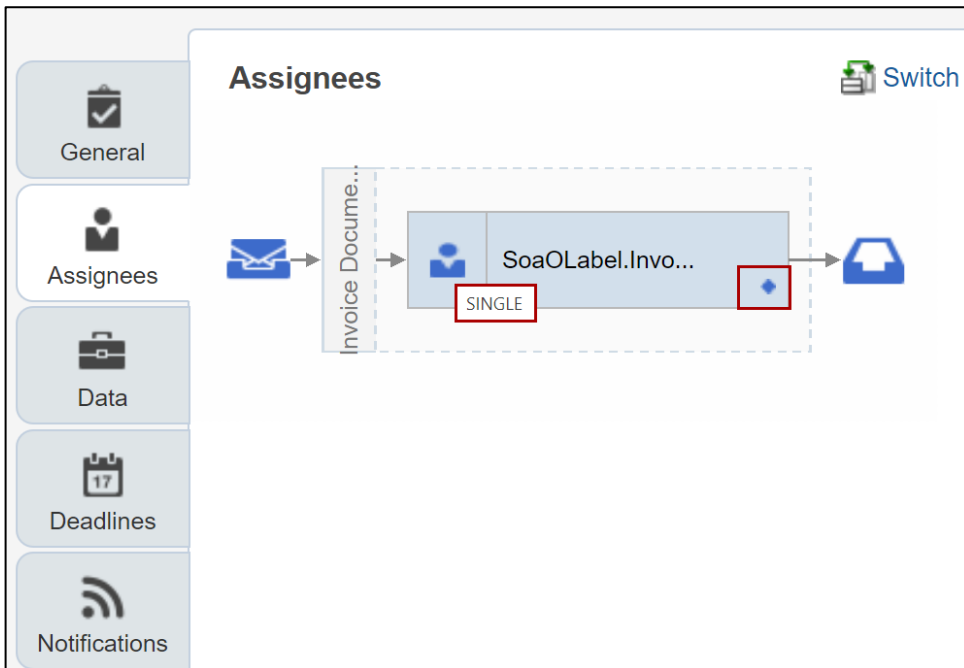 Assignees
Switch
General
Assignees
Data
Deadlines
17
Notifications
Invoice Docume...
SoaOLabel.Invo...
SINGLE